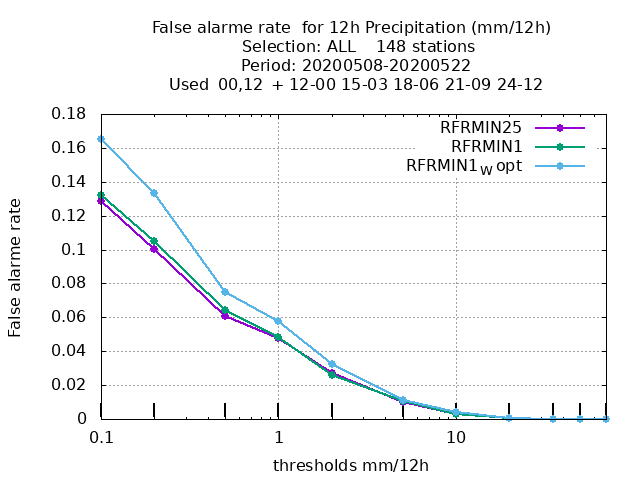 False alarme rate  for 12h Precipitation (mm/12h)
Selection: ALL    148 stations
Period: 20200508-20200522
Used  00,12  + 12-00 15-03 18-06 21-09 24-12
RFRMIN25
RFRMIN1
RFRMIN1W opt
False alarme rate
0.18
0.16
0.14
0.12
0.1
0.08
0.06
0.04
0.02
0
0.1
1
10
thresholds mm/12h